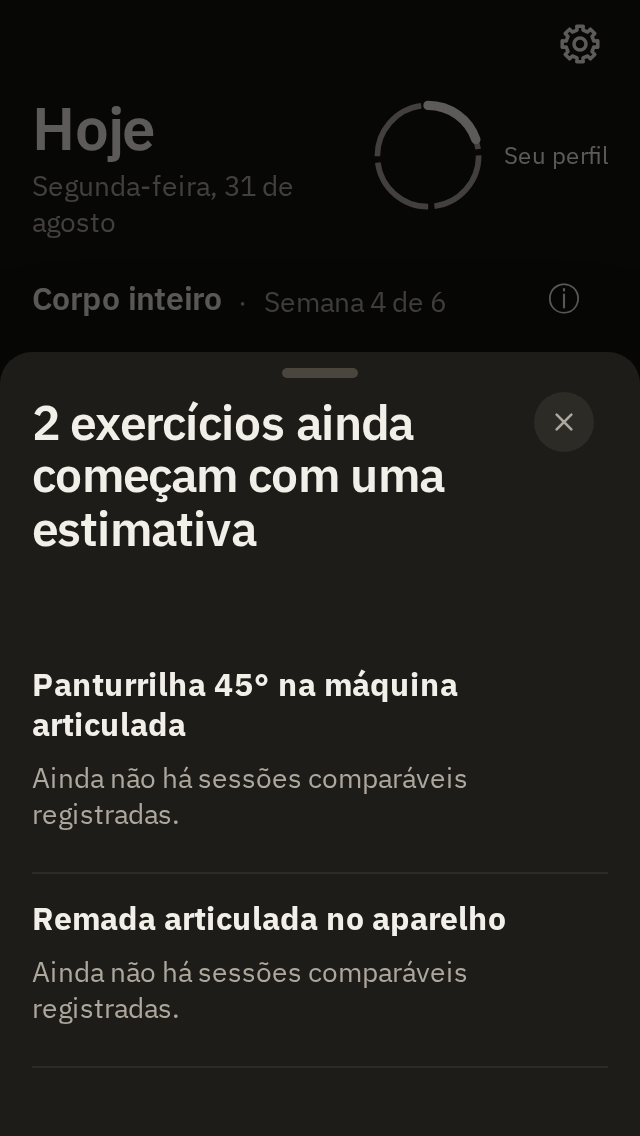 Hoje
Segunda-feira, 31 de
agosto
Seu perfil
Corpo inteiro · Semana 4 de 6
2 exercícios ainda
começam com uma
estimativa
Panturrilha 45° na máquina
articulada
Ainda não há sessões comparáveis
registradas.
Remada articulada no aparelho
Ainda não há sessões comparáveis
registradas.